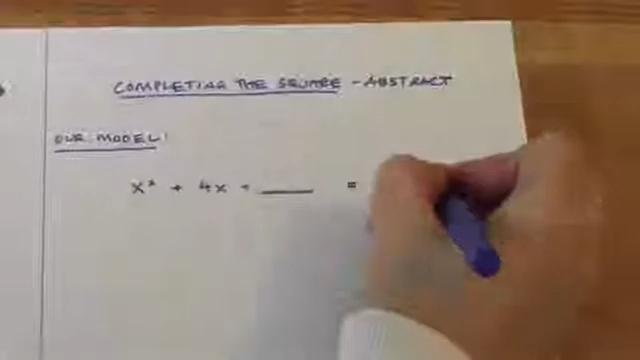 COMPLETING THE SQUARE - ABSTRACT
OUR MODEL:
x² + 4x + ____ =